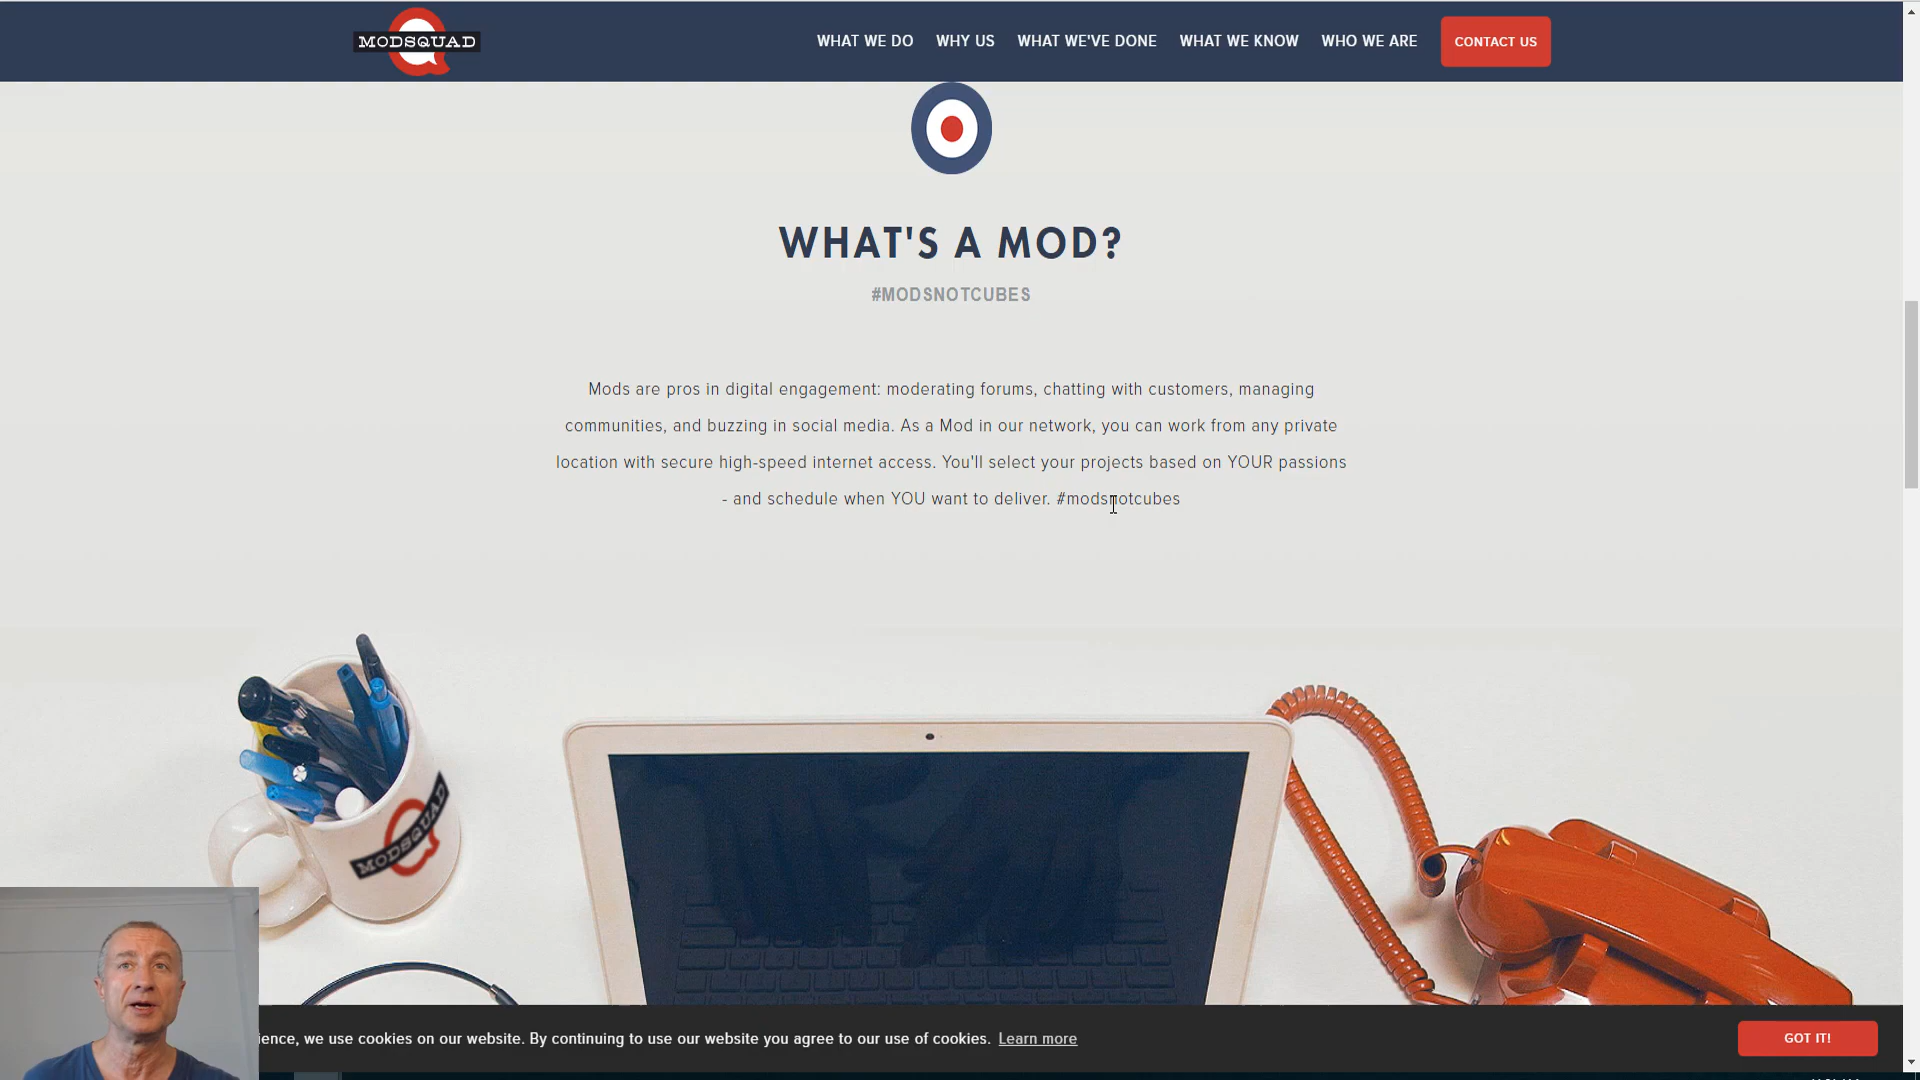 MODSQUAD
WHAT WE DO WHY US WHAT WE'VE DONE WHAT WE KNOW WHO WE ARE CONTACT US
WHAT'S A MOD?
#MODSNOTCUBES
Mods are pros in digital engagement: moderating forums, chatting with customers, managing
communities, and buzzing in social media. As a Mod in our network, you can work from any private
location with secure high-speed internet access. You'll select your projects based on YOUR passions
- and schedule when YOU want to deliver. #modsnotcubes
MODSQUAD
ience, we use cookies on our website. By continuing to use our website you agree to our use of cookies. Learn more
GOT IT!